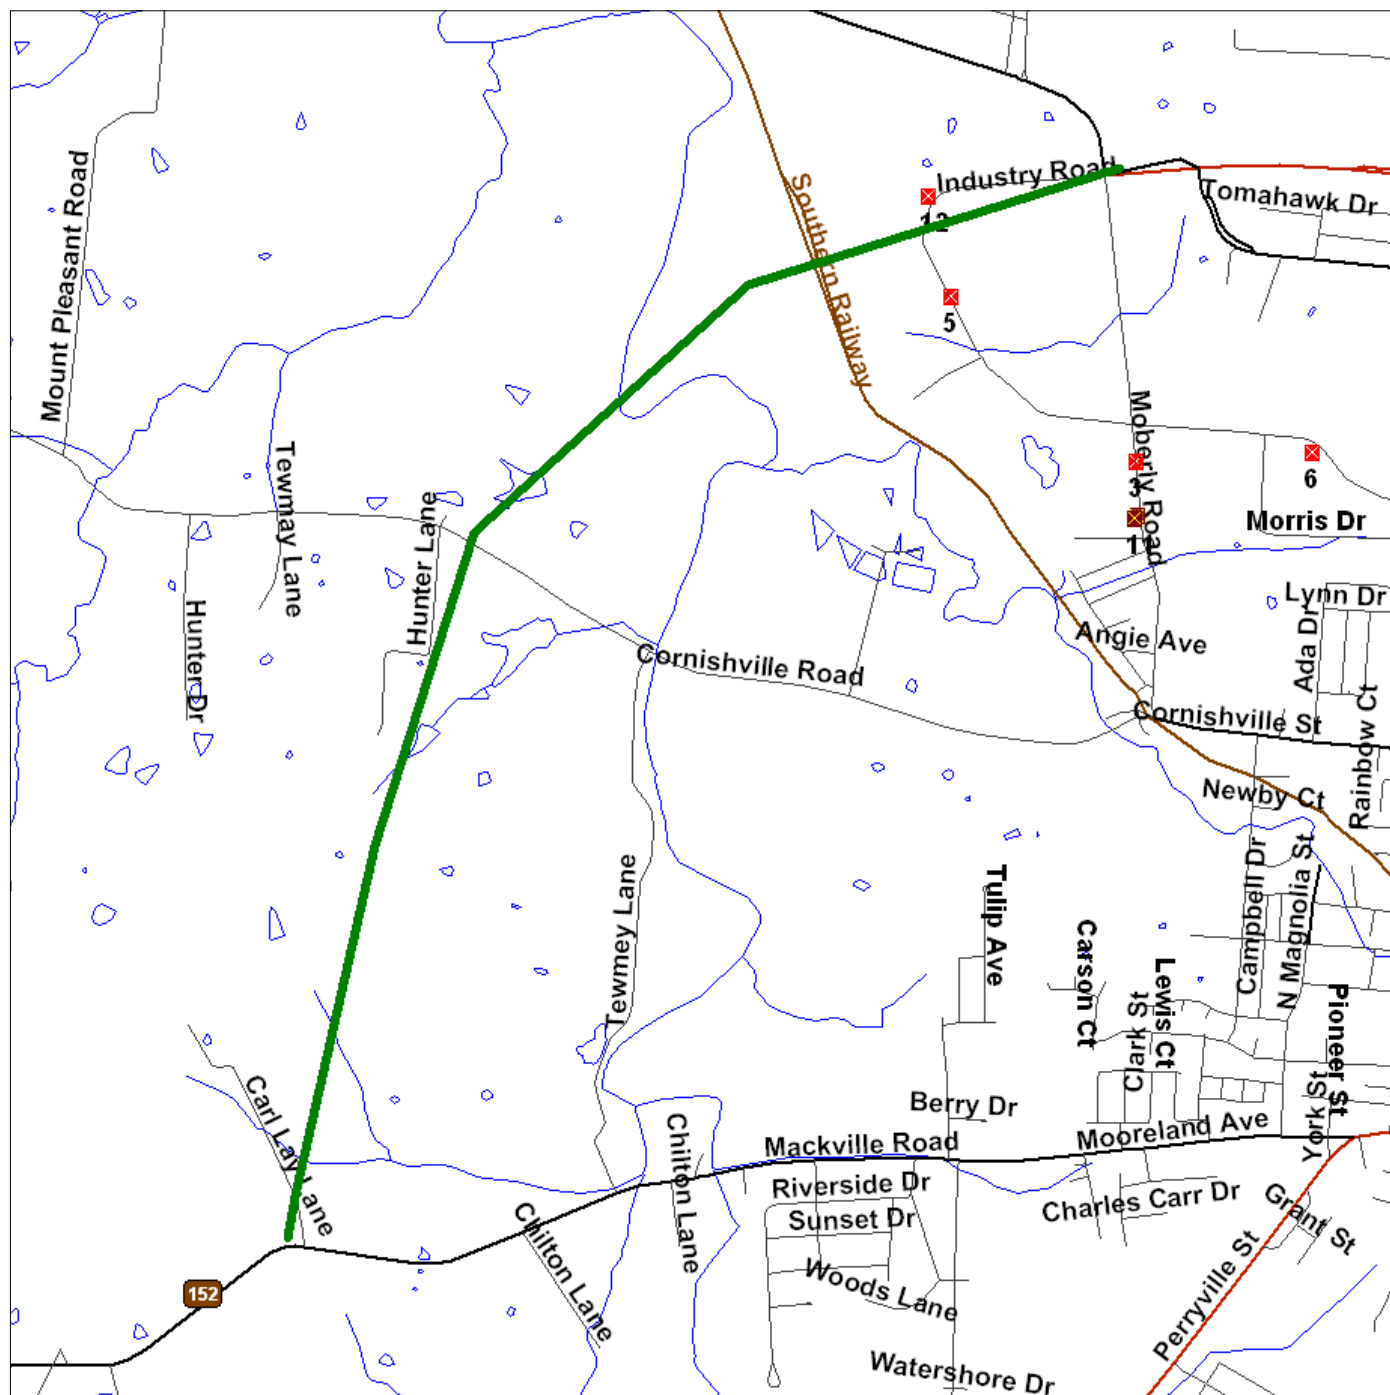 Industry Road
Tomahawk Dr
12
Mount Pleasant Road
Southern Railway
5
Moberly Road
3
6
11
Morris Dr
Tewmay Lane
Hunter Lane
Hunter Dr
Lynn Dr
Ada Dr
Angie Ave
Cornishville Road
Cornishville St
Rainbow Ct
Newby Ct
Campbell Dr
N Magnolia St
Tulip Ave
Tewmey Lane
Carson Ct
Lewis Ct
Clark St
Pioneer St
York St
Carl Lay Lane
Berry Dr
Chilton Lane
Mackville Road
Mooreland Ave
Riverside Dr
Sunset Dr
Charles Carr Dr
Grant St
Chilton Lane
Woods Lane
Perryville St
152
Watershore Dr